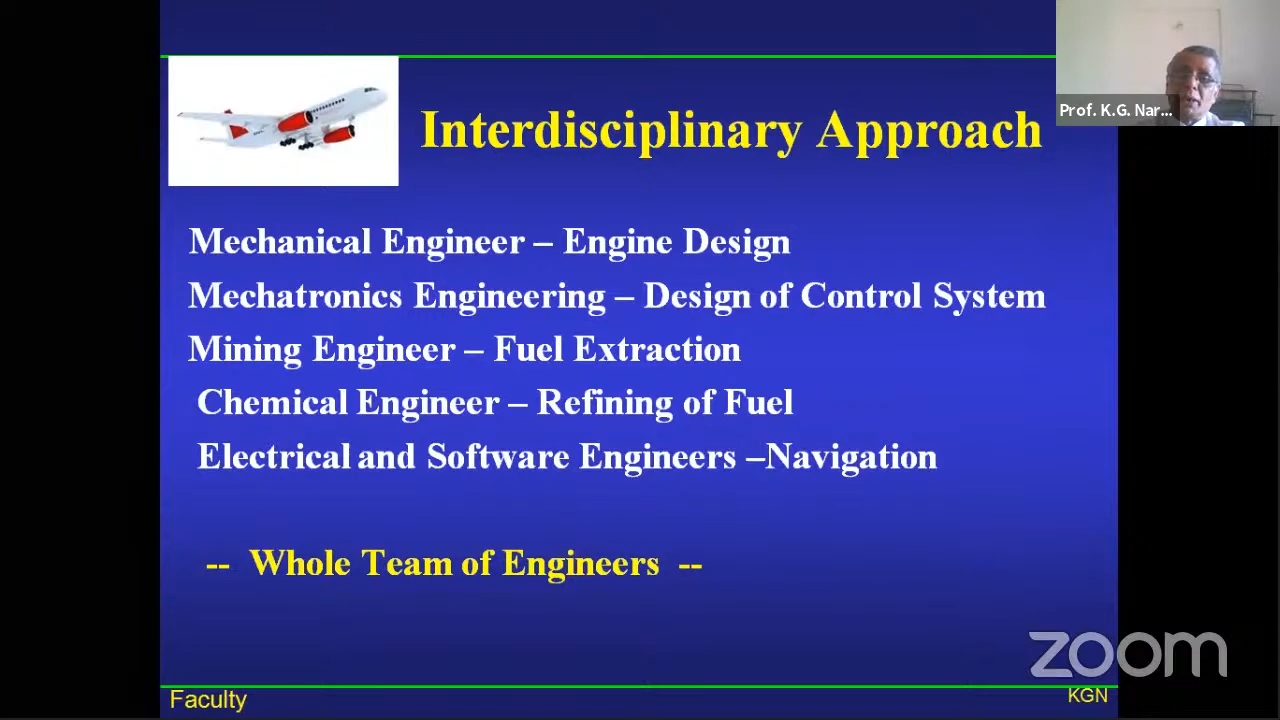 Interdisciplinary Approach
Prof. K.G. Nar...
Mechanical Engineer – Engine Design
Mechatronics Engineering – Design of Control System
Mining Engineer – Fuel Extraction
Chemical Engineer – Refining of Fuel
Electrical and Software Engineers –Navigation
-- Whole Team of Engineers --
zoom
Faculty
KGN